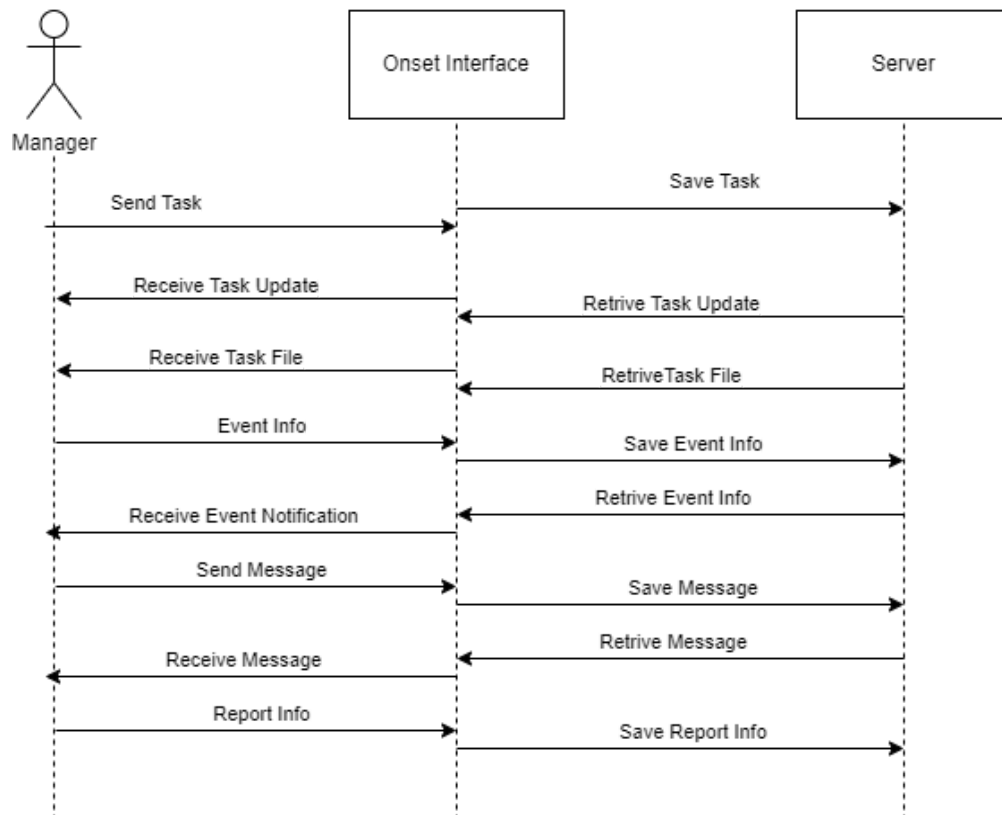 Onset Interface
Server
Manager
Save Task
Send Task
Receive Task Update
Retrive Task Update
Receive Task File
RetriveTask File
Event Info
Save Event Info
Retrive Event Info
Receive Event Notification
Send Message
Save Message
Retrive Message
Receive Message
Report Info
Save Report Info